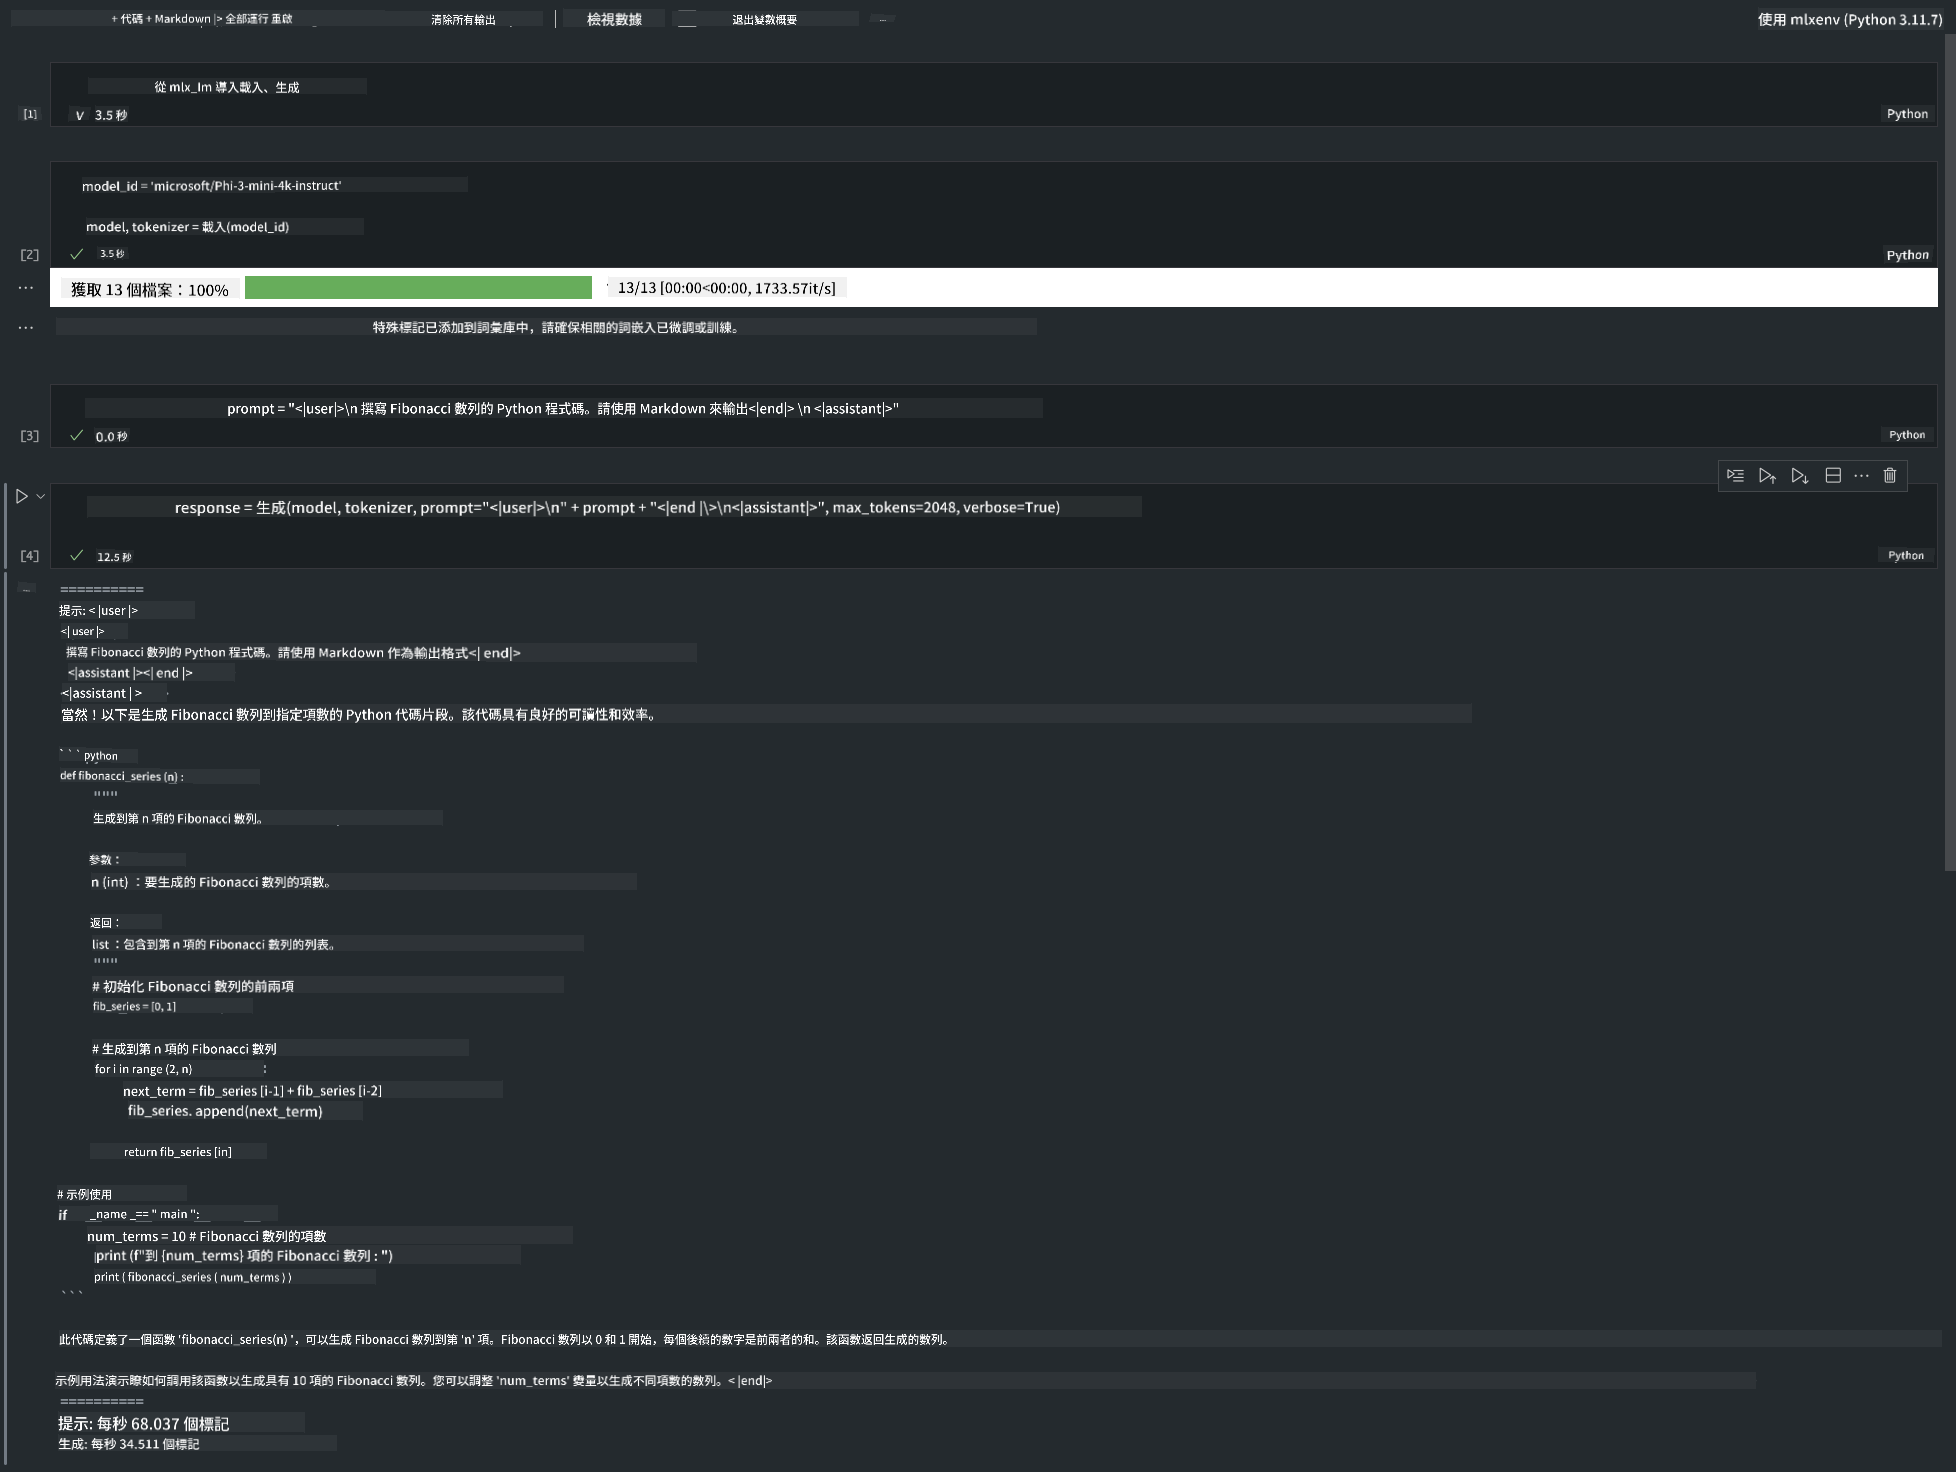 + 代碼 + Markdown |> 全部運行 重啟 清除所有輸出 檢視數據 退出變數概要 ... 使用 mlxenv (Python 3.11.7)
從 mlx_lm 導入載入、生成
[1] V 3.5 秒 Python
model_id = 'microsoft/Phi-3-mini-4k-instruct'
model, tokenizer = 載入(model_id)
[2] ✓ 3.5 秒 Python
... 獲取 13 個檔案：100% 13/13 [00:00<00:00, 1733.57it/s]
... 特殊標記已添加到詞彙庫中，請確保相關的詞嵌入已微調或訓練。
prompt = "<|user|>\n 撰寫 Fibonacci 數列的 Python 程式碼。請使用 Markdown 來輸出<|end|> \n <|assistant|>"
[3] ✓ 0.0 秒 Python
response = 生成(model, tokenizer, prompt="<|user|>\n" + prompt + "<|end |\>\n<|assistant|>", max_tokens=2048, verbose=True)
[4] ✓ 12.5 秒 Python
... ==========
提示: < |user |>
<| user |>
撰寫 Fibonacci 數列的 Python 程式碼。請使用 Markdown 作為輸出格式<| end|>
<|assistant |><| end |>
<|assistant | >
當然！以下是生成 Fibonacci 數列到指定項數的 Python 代碼片段。該代碼具有良好的可讀性和效率。
` ` ` python
def fibonacci_series (n) :
""""
生成到第 n 項的 Fibonacci 數列。
參數：
n (int) ：要生成的 Fibonacci 數列的項數。
返回：
list ：包含到第 n 項的 Fibonacci 數列的列表。
""""
# 初始化 Fibonacci 數列的前兩項
fib_series = [0, 1]
# 生成到第 n 項的 Fibonacci 數列
for i in range (2, n) :
next_term = fib_series [i-1] + fib_series [i-2]
fib_series. append(next_term)
return fib_series [in]
# 示例使用
if _name _== " main ":
num_terms = 10 # Fibonacci 數列的項數
print (f"到 {num_terms} 項的 Fibonacci 數列 : ")
print ( fibonacci_series ( num_terms ) )
` ` `
此代碼定義了一個函數 'fibonacci_series(n) '，可以生成 Fibonacci 數列到第 'n' 項。Fibonacci 數列以 0 和 1 開始，每個後續的數字是前兩者的和。該函數返回生成的數列。
示例用法演示瞭如何調用該函數以生成具有 10 項的 Fibonacci 數列。您可以調整 'num_terms' 變量以生成不同項數的數列。< |end|>
==========
提示: 每秒 68.037 個標記
生成: 每秒 34.511 個標記